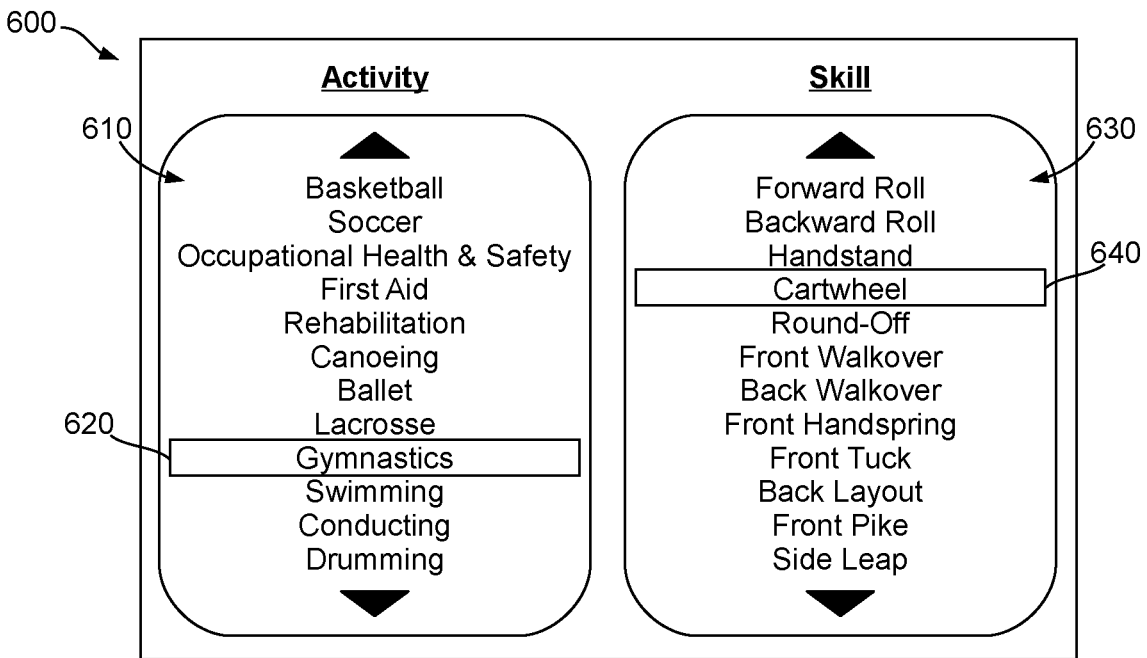 600
Activity
Skill
610
630
Basketball
Soccer
Occupational Health & Safety
First Aid
Rehabilitation
Canoeing
Ballet
Lacrosse
620
Gymnastics
Swimming
Conducting
Drumming
Forward Roll
Backward Roll
Handstand
640
Cartwheel
Round-Off
Front Walkover
Back Walkover
Front Handspring
Front Tuck
Back Layout
Front Pike
Side Leap